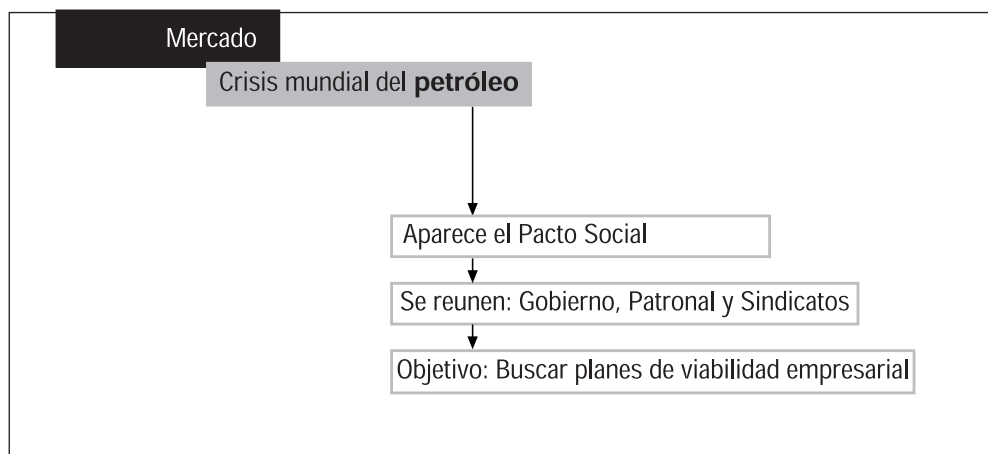 Mercado
Crisis mundial del petróleo
Aparece el Pacto Social
Se reunen: Gobierno, Patronal y Sindicatos
Objetivo: Buscar planes de viabilidad empresarial